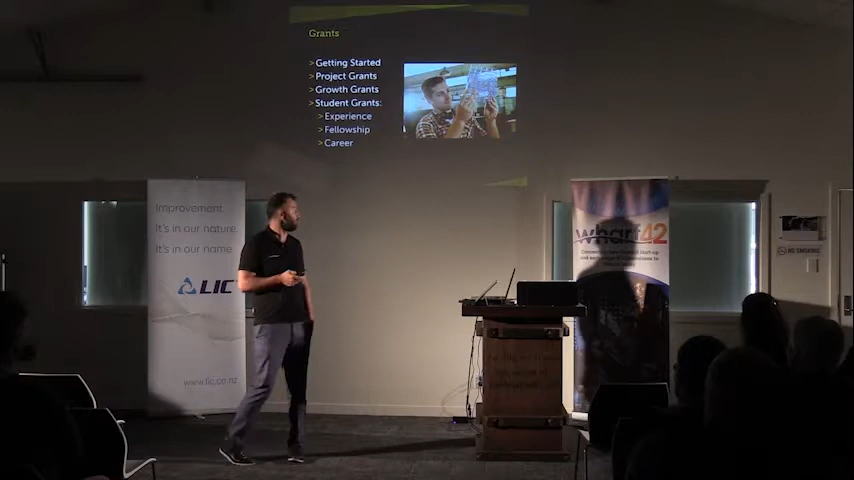 Grants
> Getting Started
> Project Grants
> Growth Grants
> Student Grants:
> Experience
> Fellowship
> Career
Improvement.
It's in our nature.
It's in our name
LIC
www.lic.co.nz
wharf42
NO SMOKING